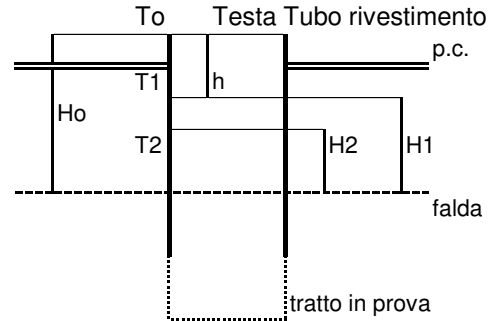 To Testa Tubo rivestimento
p.c.
T1 h
Ho
T2 H2 H1
falda
tratto in prova